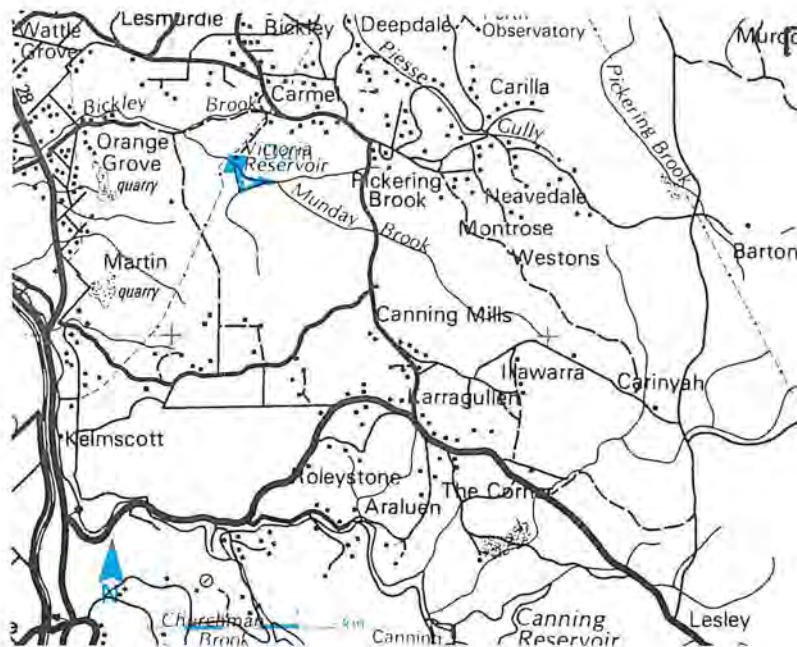 Lesmurdie
Wattle
Grove
Bickley
Deepdale
Perth
Observatory
Piesse
Carilla
Pickering Brook
28
Bickley Brook
Carmel
Gully
Orange
Grove
quarry
Victoria
Reservoir
Pickering
Brook
Neavedale
Munday Brook
Montrose
Westons
Barton
Martin
quarry
Canning Mills
Illawarra
Carinyah
Karragullen
Kelmscott
Roleystone
Araluen
The Corner
N
Churchman
Brook
km
Canning
Canning
Reservoir
Lesley